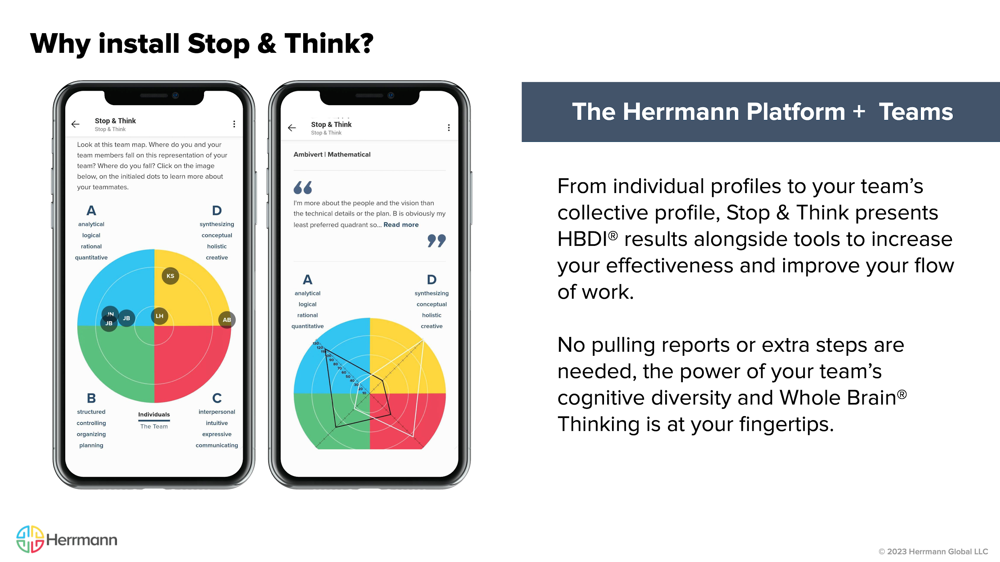 Why install Stop & Think?
Stop & Think
Stop & Think
Look at this team map. Where do you and your
team members fall on this representation of your
team? Where do you fall? Click on the image
below, on the initialed dots to learn more about
your teammates.
A
analytical
logical
rational
quantitative
D
synthesizing
conceptual
holistic
creative
KS
JN
JB
JB
LH
AB
B
structured
controlling
organizing
planning
Individuals
The Team
C
interpersonal
intuitive
expressive
communicating
Stop & Think
Stop & Think
Ambivert | Mathematical
“
I'm more about the people and the vision than
the technical details or the plan. B is obviously my
least preferred quadrant so... Read more
”
A
analytical
logical
rational
quantitative
D
synthesizing
conceptual
holistic
creative
130
120
90
80
70
60
50
40
30
20
10
The Herrmann Platform + Teams
From individual profiles to your team’s
collective profile, Stop & Think presents
HBDI® results alongside tools to increase
your effectiveness and improve your flow
of work.
No pulling reports or extra steps are
needed, the power of your team’s
cognitive diversity and Whole Brain®
Thinking is at your fingertips.
Herrmann
© 2023 Herrmann Global LLC